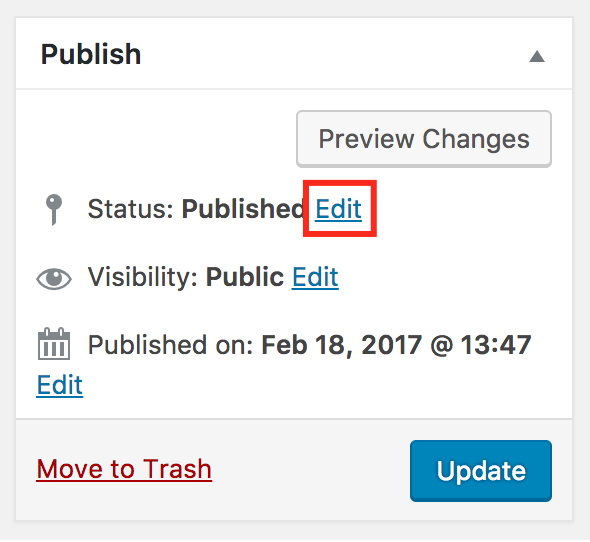 Publish
Preview Changes
Status: Published Edit
Visibility: Public Edit
Published on: Feb 18, 2017 @ 13:47
Edit
Move to Trash Update